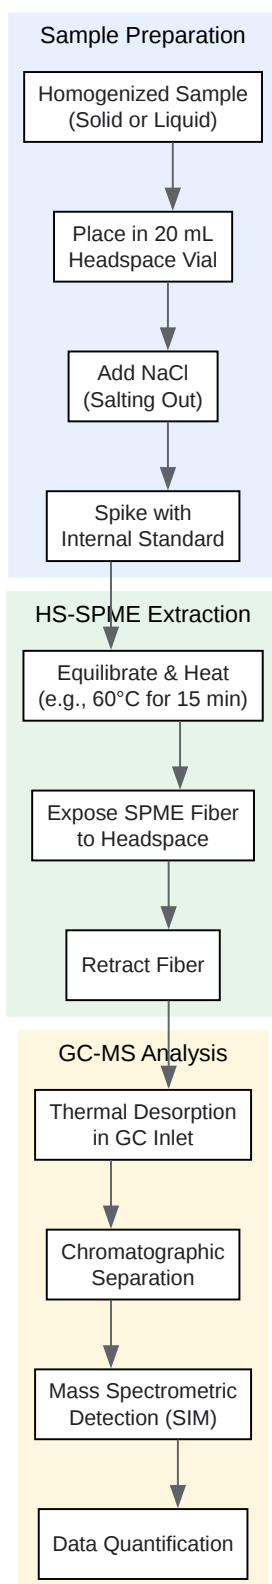 Sample Preparation
Homogenized Sample
(Solid or Liquid)
Place in 20 mL
Headspace Vial
Add NaCl
(Salting Out)
Spike with
Internal Standard
HS-SPME Extraction
Equilibrate & Heat
(e.g., 60°C for 15 min)
Expose SPME Fiber
to Headspace
Retract Fiber
GC-MS Analysis
Thermal Desorption
in GC Inlet
Chromatographic
Separation
Mass Spectrometric
Detection (SIM)
Data Quantification